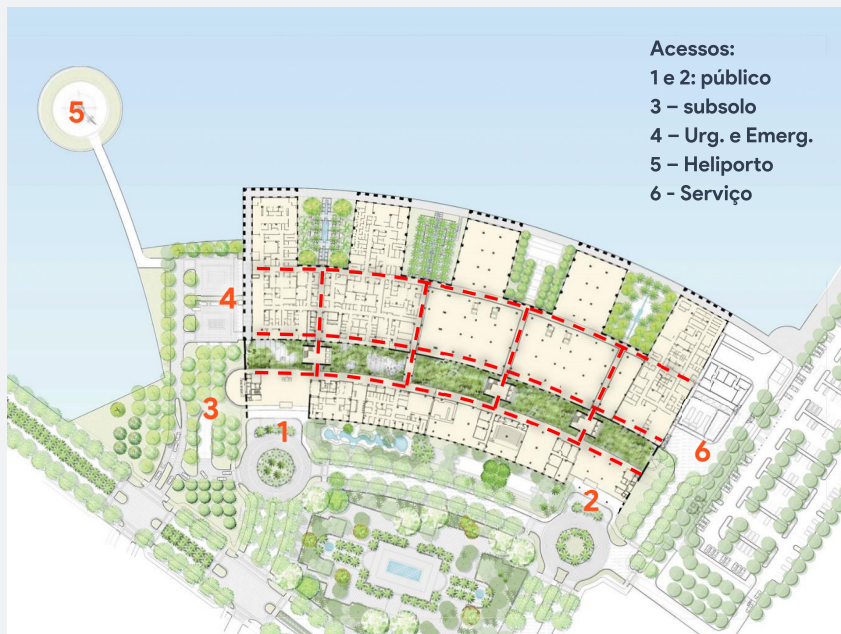 Acessos:
1 e 2: público
3 – subsolo
4 – Urg. e Emerg.
5 – Heliporto
6 - Serviço
5
4
3
1
6
2